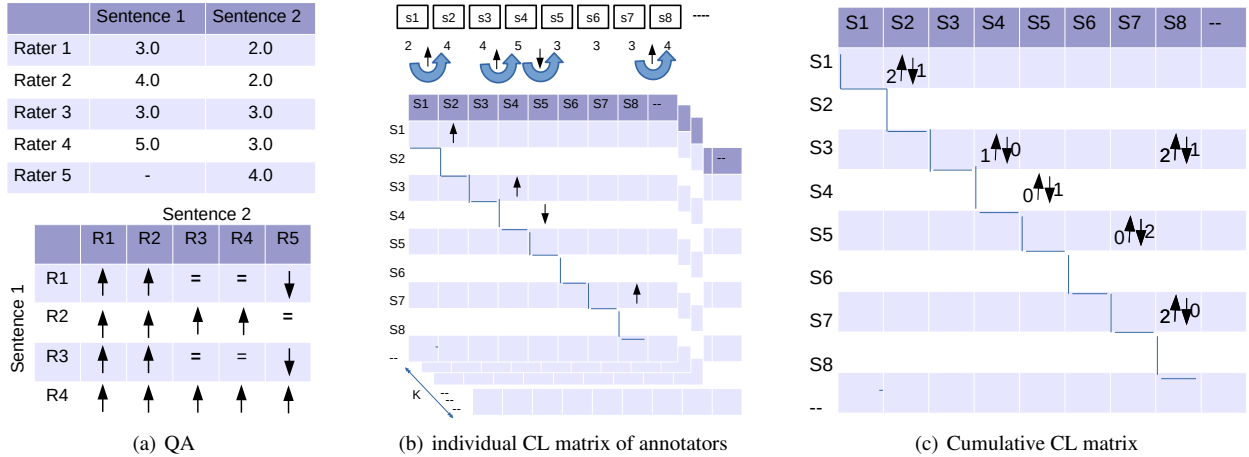 Sentence 1 Sentence 2
Rater 1 3.0 2.0
Rater 2 4.0 2.0
Rater 3 3.0 3.0
Rater 4 5.0 3.0
Rater 5 - 4.0
Sentence 2
R1 R2 R3 R4 R5
Sentence 1
R1 ↑ ↑ = = ↓
R2 ↑ ↑ ↑ ↑ =
R3 ↑ ↑ = = ↓
R4 ↑ ↑ ↑ ↑ ↑
(a) QA
s1 s2 s3 s4 s5 s6 s7 s8 ----
2 ↑ 4 4 ↑ 5 ↓ 3 3 3 ↑ 4
S1 S2 S3 S4 S5 S6 S7 S8 --
S1 ↑
S2 --
S3 ↑
S4 ↓
S5
S6
S7 ↑
S8
-- -
K --
--
--
(b) individual CL matrix of annotators
S1 S2 S3 S4 S5 S6 S7 S8 --
S1 2↑↓1
S2
S3 1↑↓0 2↑↓1
S4 0↑↓1
S5 0↑↓2
S6
S7 2↑↓0
S8
-- -
(c) Cumulative CL matrix